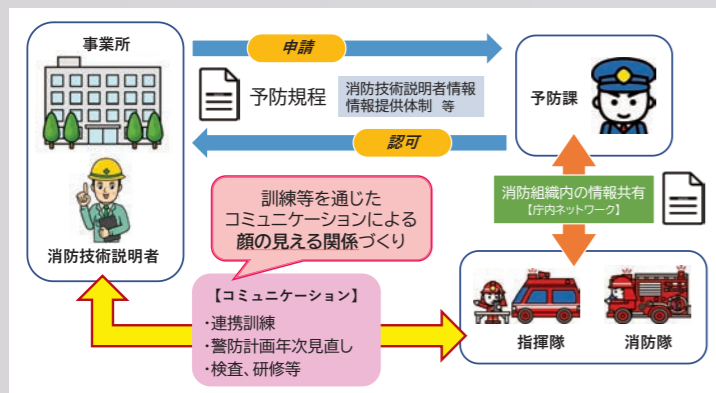 事業所
申請
予防規程
消防技術説明者情報
情報提供体制 等
認可
予防課
消防技術説明者
訓練等を通じた
コミュニケーションによる
顔の見える関係づくり
消防組織内の情報共有
【庁内ネットワーク】
【コミュニケーション】
・連携訓練
・警防計画年次見直し
・検査、研修等
指揮隊
消防隊